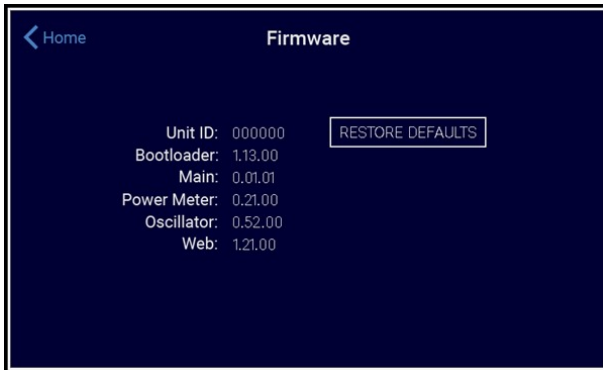 Home
Firmware
Unit ID: 000000
RESTORE DEFAULTS
Bootloader: 1.13.00
Main: 0.01.01
Power Meter: 0.21.00
Oscillator: 0.52.00
Web: 1.21.00